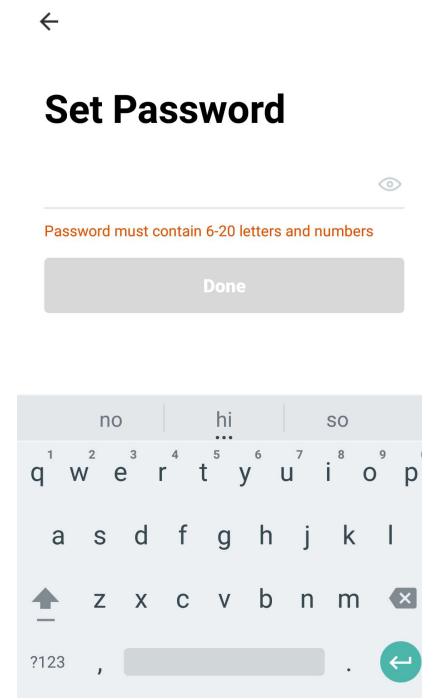 Set Password
Password must contain 6-20 letters and numbers
Done
no hi so
1 2 3 4 5 6 7 8 9
q w e r t y u i o p
a s d f g h j k l
z x c v b n m
?123 , .